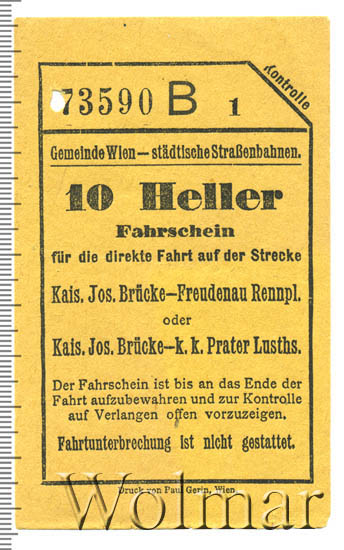 Kontrolle
73590 B 1
Gemeinde Wien — städtische Straßenbahnen.
10 Heller
Fahrschein
für die direkte Fahrt auf der Strecke
Kais. Jos. Brücke—Freudenau Rennpl.
oder
Kais. Jos. Brücke—k. k. Prater Lusths.
Der Fahrschein ist bis an das Ende der
Fahrt aufzubewahren und zur Kontrolle
auf Verlangen offen vorzuzeigen.
Fahrtunterbrechung ist nicht gestattet.
Druck von Paul Gerin, Wien
Wolmar